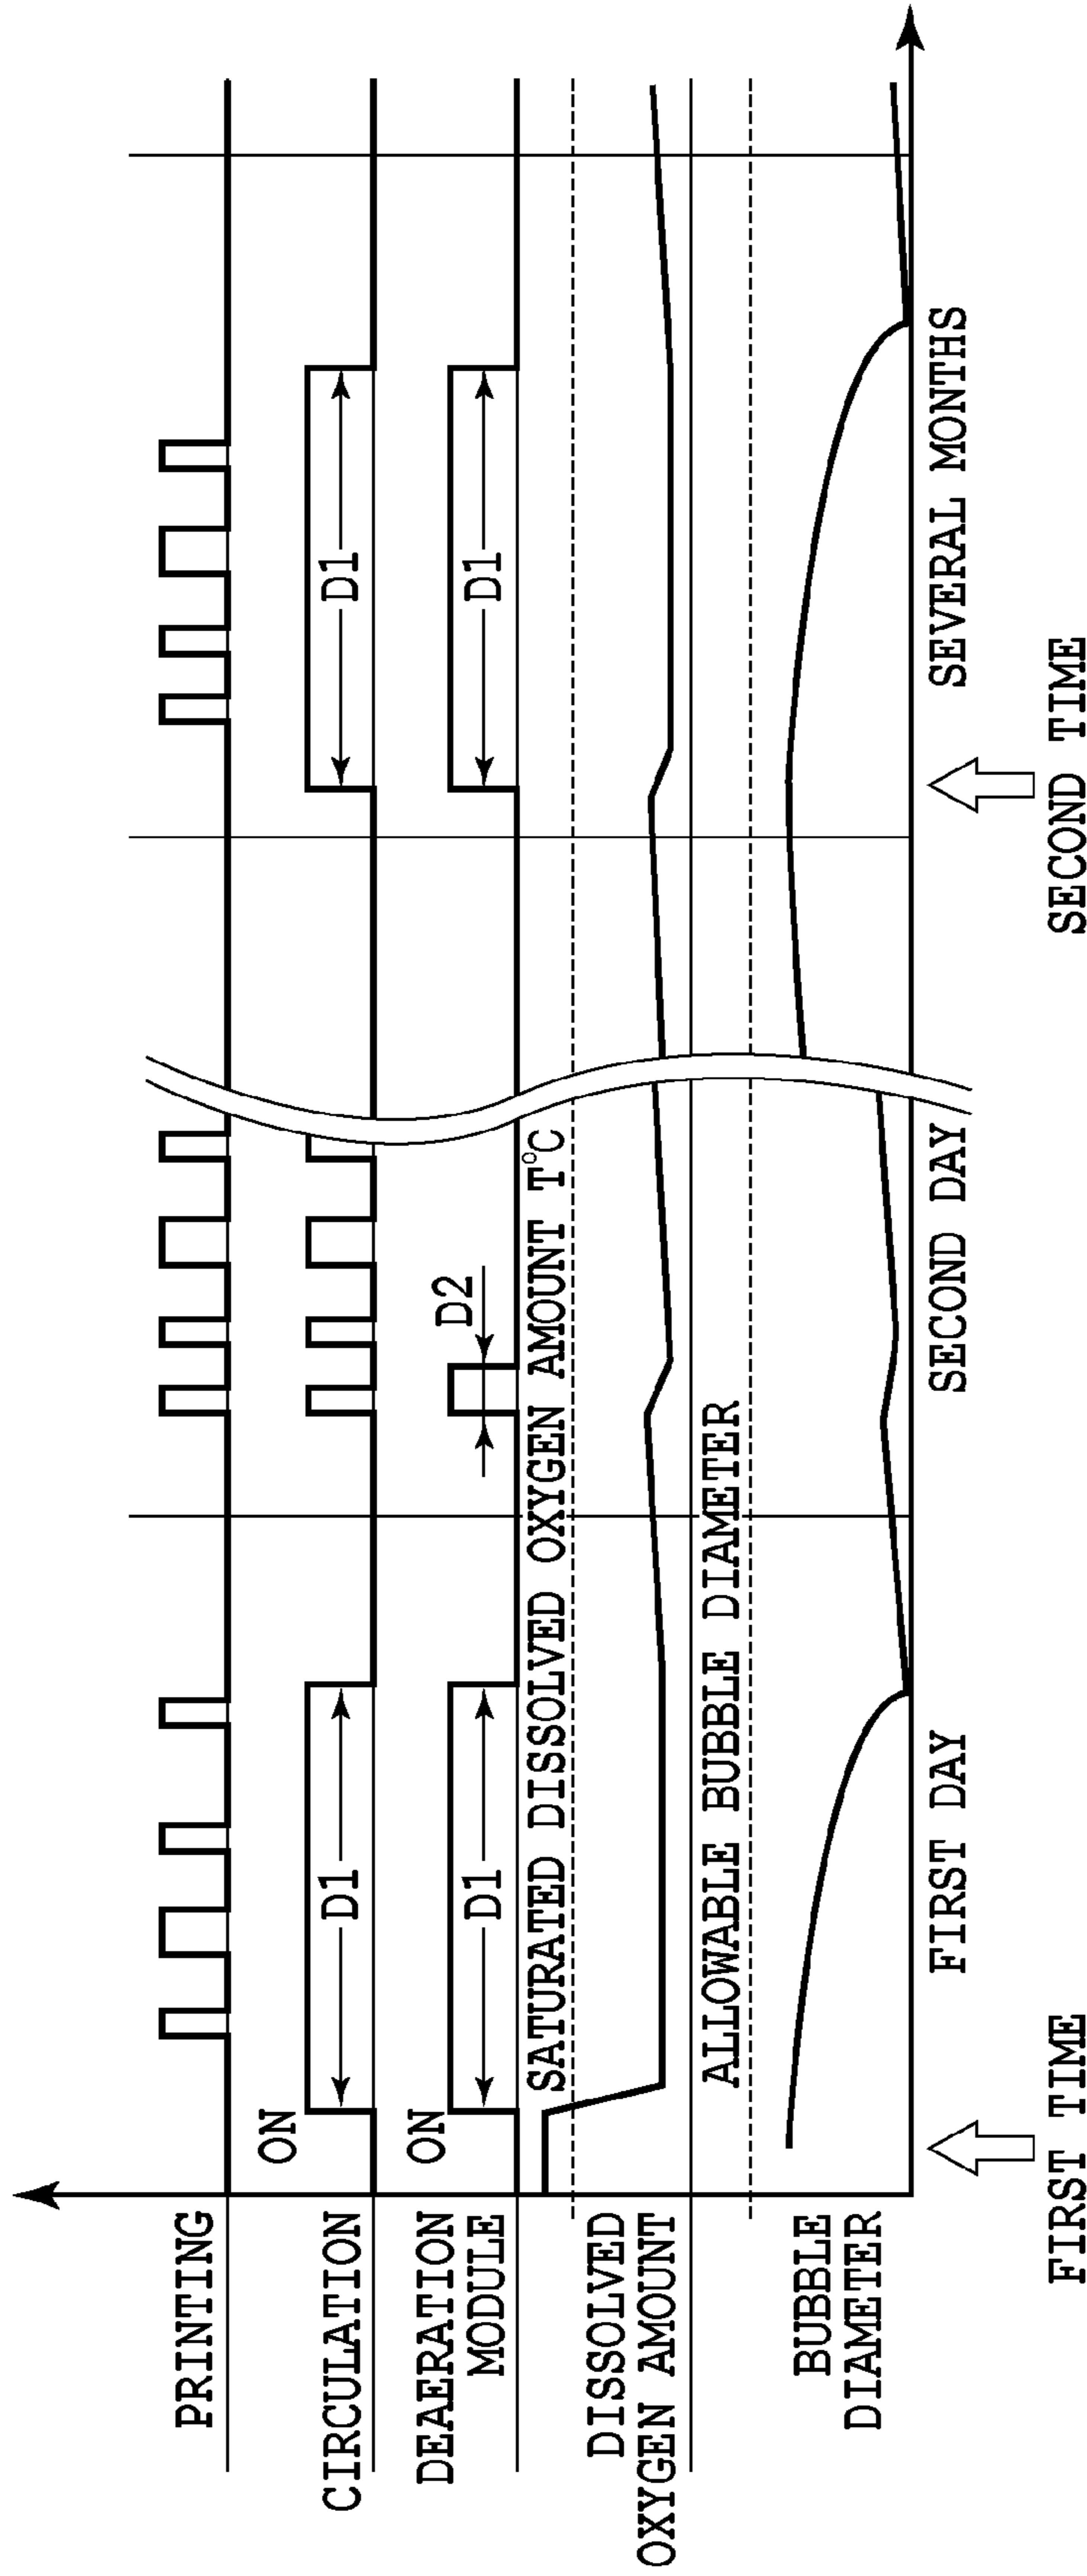 PRINTING
CIRCULATION
ON
D1
D1
DEAERATION
MODULE
ON
D1
D2
D1
SATURATED DISSOLVED OXYGEN AMOUNT T°C
DISSOLVED
OXYGEN AMOUNT
ALLOWABLE BUBBLE DIAMETER
BUBBLE
DIAMETER
FIRST DAY
SECOND DAY
SEVERAL MONTHS
FIRST TIME
SECOND TIME